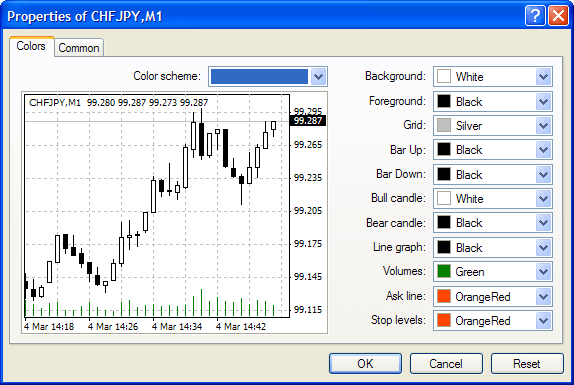 Properties of CHFJPY,M1
Colors Common
Color scheme:
CHFJPY,M1 99.280 99.287 99.273 99.287
99.295
99.287
99.265
99.235
99.205
99.175
99.145
99.115
4 Mar 14:18 4 Mar 14:26 4 Mar 14:34 4 Mar 14:42
Background: White
Foreground: Black
Grid: Silver
Bar Up: Black
Bar Down: Black
Bull candle: White
Bear candle: Black
Line graph: Black
Volumes: Green
Ask line: OrangeRed
Stop levels: OrangeRed
OK Cancel Reset